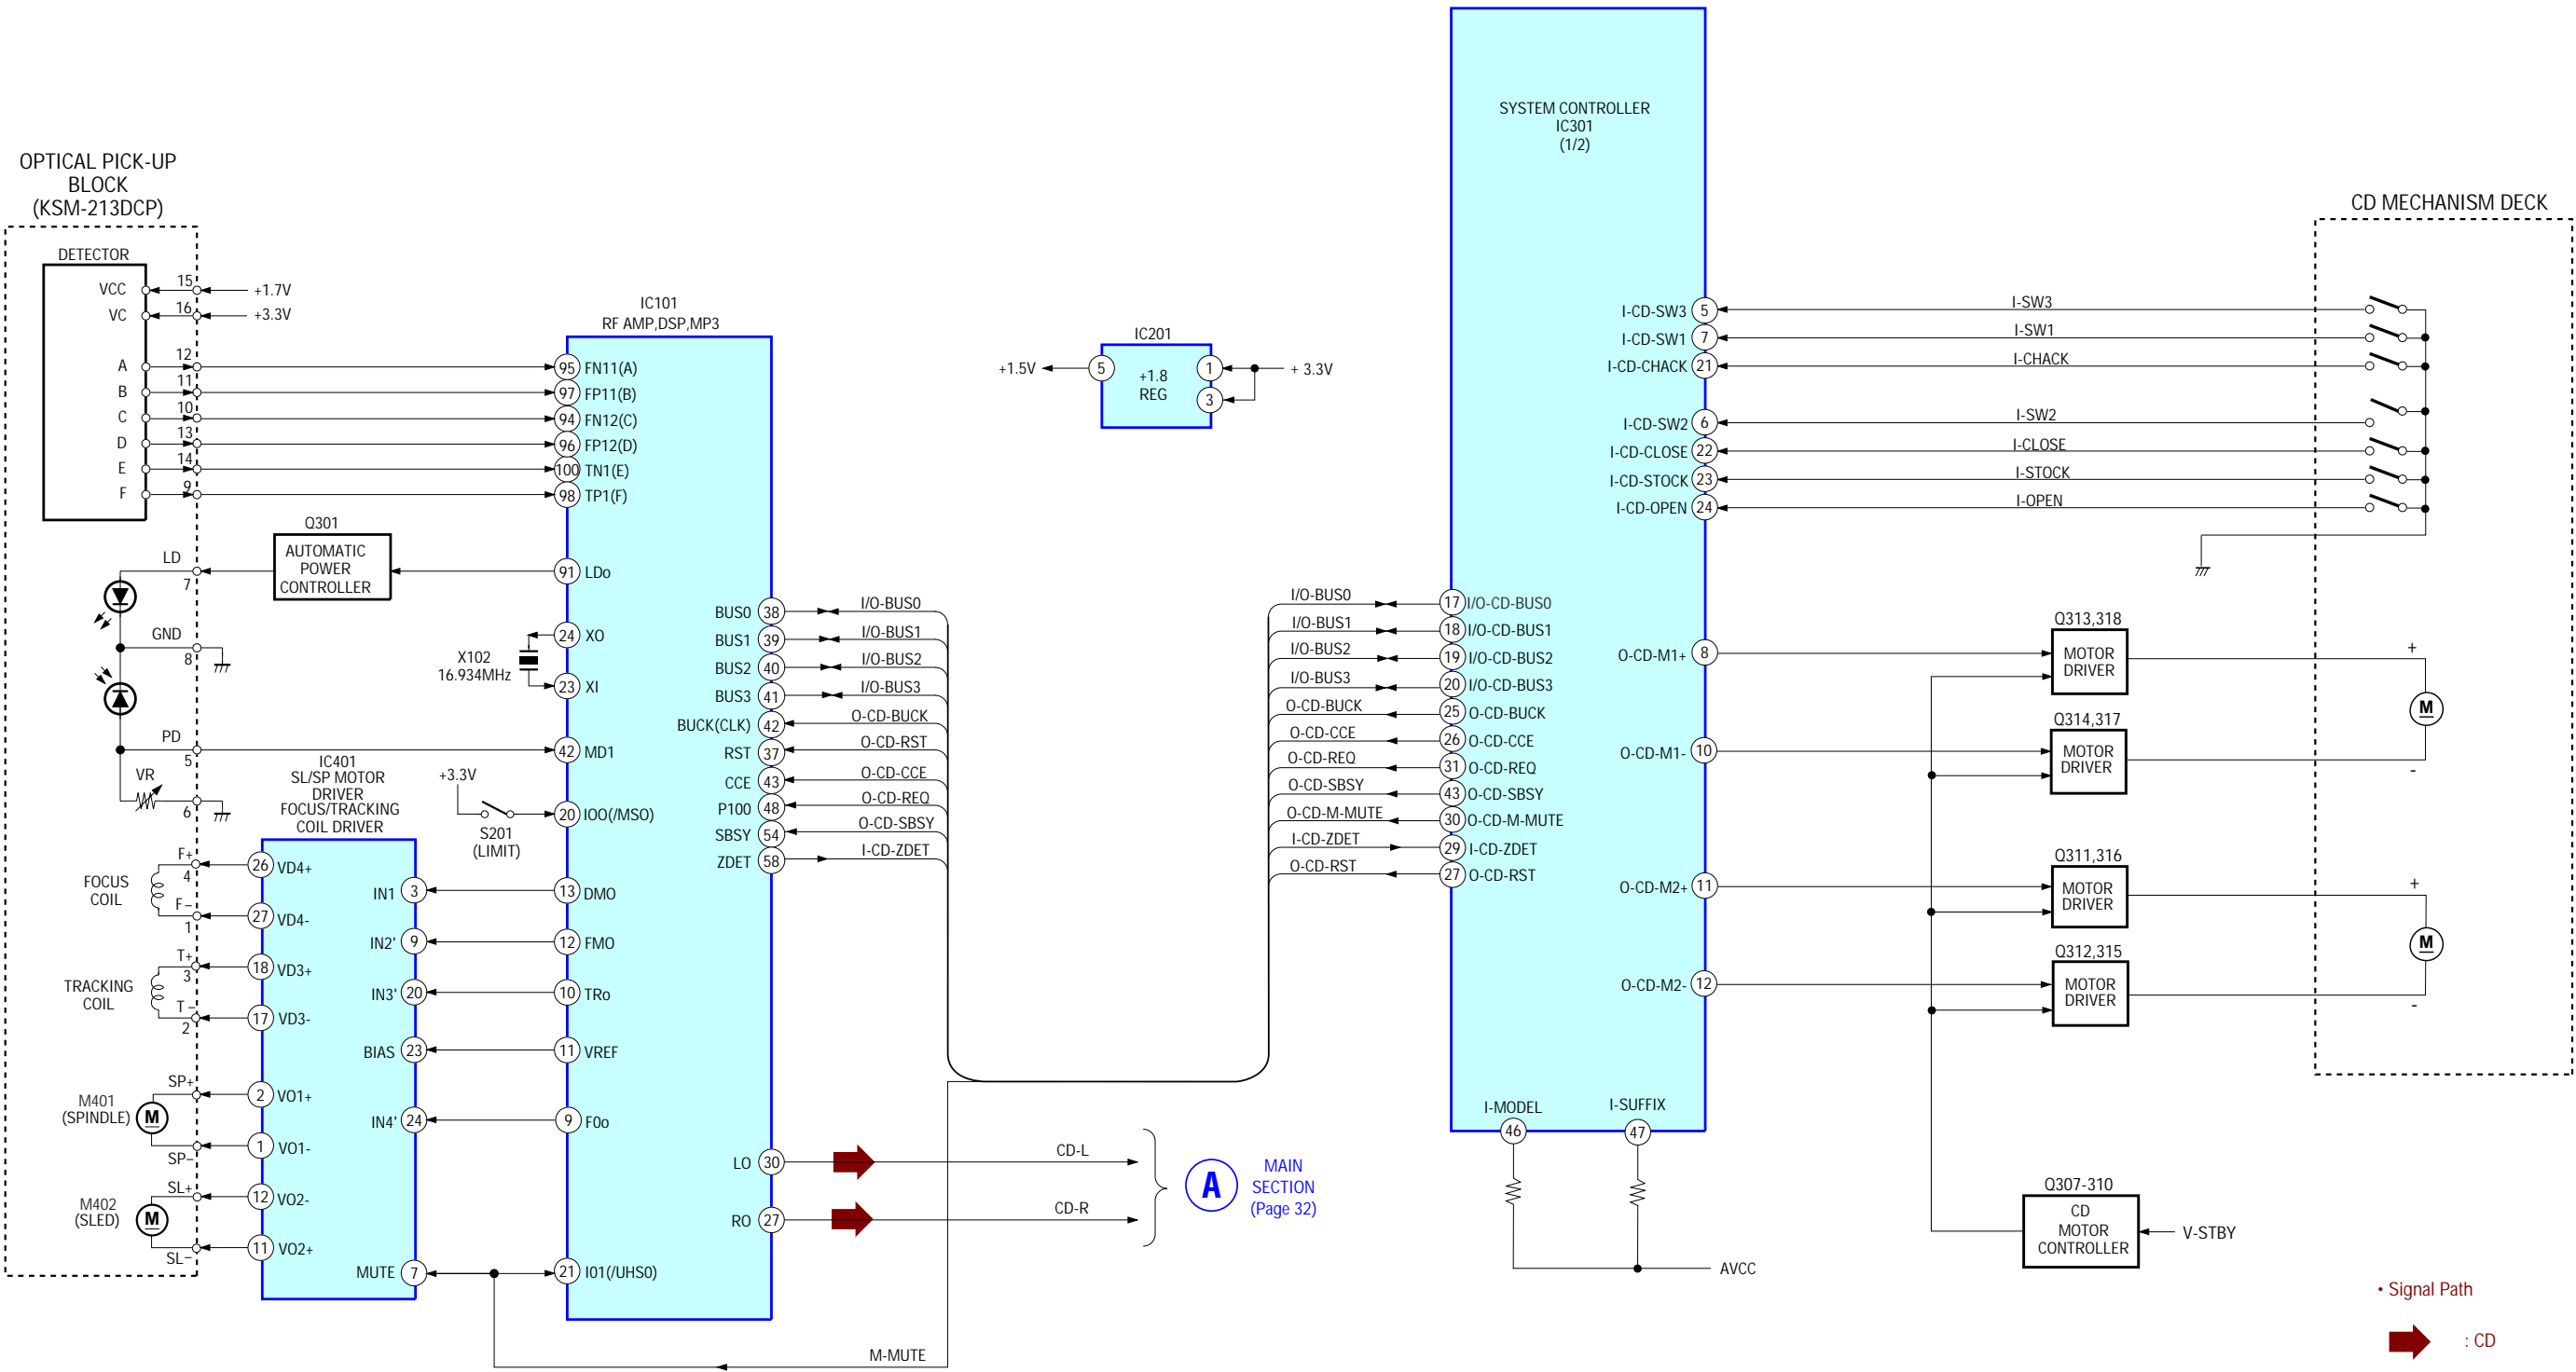 OPTICAL PICK-UP
BLOCK
(KSM-213DCP)
DETECTOR
VCC
15
+1.7V
VC
16
+3.3V
A
12
B
11
C
10
D
13
E
14
F
9
LD
7
GND
8
PD
5
VR
6
Q301
AUTOMATIC
POWER
CONTROLLER
X102
16.934MHz
+3.3V
S201
(LIMIT)
IC401
SL/SP MOTOR
DRIVER
FOCUS/TRACKING
COIL DRIVER
FOCUS
COIL
F+
4
F−
1
TRACKING
COIL
T+
3
T−
2
M401
(SPINDLE)
M
SP+
SP−
M402
(SLED)
M
SL+
SL−
26 VD4+
27 VD4-
18 VD3+
17 VD3-
2 VO1+
1 VO1-
12 VO2-
11 VO2+
IN1 3
IN2' 9
IN3' 20
BIAS 23
IN4' 24
MUTE 7
IC101
RF AMP,DSP,MP3
95 FN11(A)
97 FP11(B)
94 FN12(C)
96 FP12(D)
100 TN1(E)
98 TP1(F)
91 LDo
24 XO
23 XI
42 MD1
20 IOO(/MSO)
13 DMO
12 FMO
10 TRo
11 VREF
9 F0o
21 I01(/UHS0)
BUS0 38 I/O-BUS0
BUS1 39 I/O-BUS1
BUS2 40 I/O-BUS2
BUS3 41 I/O-BUS3
BUCK(CLK) 42 O-CD-BUCK
RST 37 O-CD-RST
CCE 43 O-CD-CCE
P100 48 O-CD-REQ
SBSY 54 O-CD-SBSY
ZDET 58 I-CD-ZDET
LO 30 CD-L
RO 27 CD-R
M-MUTE
A
MAIN
SECTION
(Page 32)
IC201
+1.5V 5 +1.8 1 + 3.3V
REG 3
SYSTEM CONTROLLER
IC301
(1/2)
I/O-BUS0 17 I/O-CD-BUS0
I/O-BUS1 18 I/O-CD-BUS1
I/O-BUS2 19 I/O-CD-BUS2
I/O-BUS3 20 I/O-CD-BUS3
O-CD-BUCK 25 O-CD-BUCK
O-CD-CCE 26 O-CD-CCE
O-CD-REQ 31 O-CD-REQ
O-CD-SBSY 43 O-CD-SBSY
O-CD-M-MUTE 30 O-CD-M-MUTE
I-CD-ZDET 29 I-CD-ZDET
O-CD-RST 27 O-CD-RST
I-CD-SW3 5 I-SW3
I-CD-SW1 7 I-SW1
I-CD-CHACK 21 I-CHACK
I-CD-SW2 6 I-SW2
I-CD-CLOSE 22 I-CLOSE
I-CD-STOCK 23 I-STOCK
I-CD-OPEN 24 I-OPEN
O-CD-M1+ 8
O-CD-M1- 10
O-CD-M2+ 11
O-CD-M2- 12
I-MODEL
46
I-SUFFIX
47
AVCC
CD MECHANISM DECK
Q313,318
MOTOR
DRIVER
+
M
Q314,317
MOTOR
DRIVER
-
Q311,316
MOTOR
DRIVER
+
M
Q312,315
MOTOR
DRIVER
-
Q307-310
CD
MOTOR
CONTROLLER
V-STBY
• Signal Path
: CD